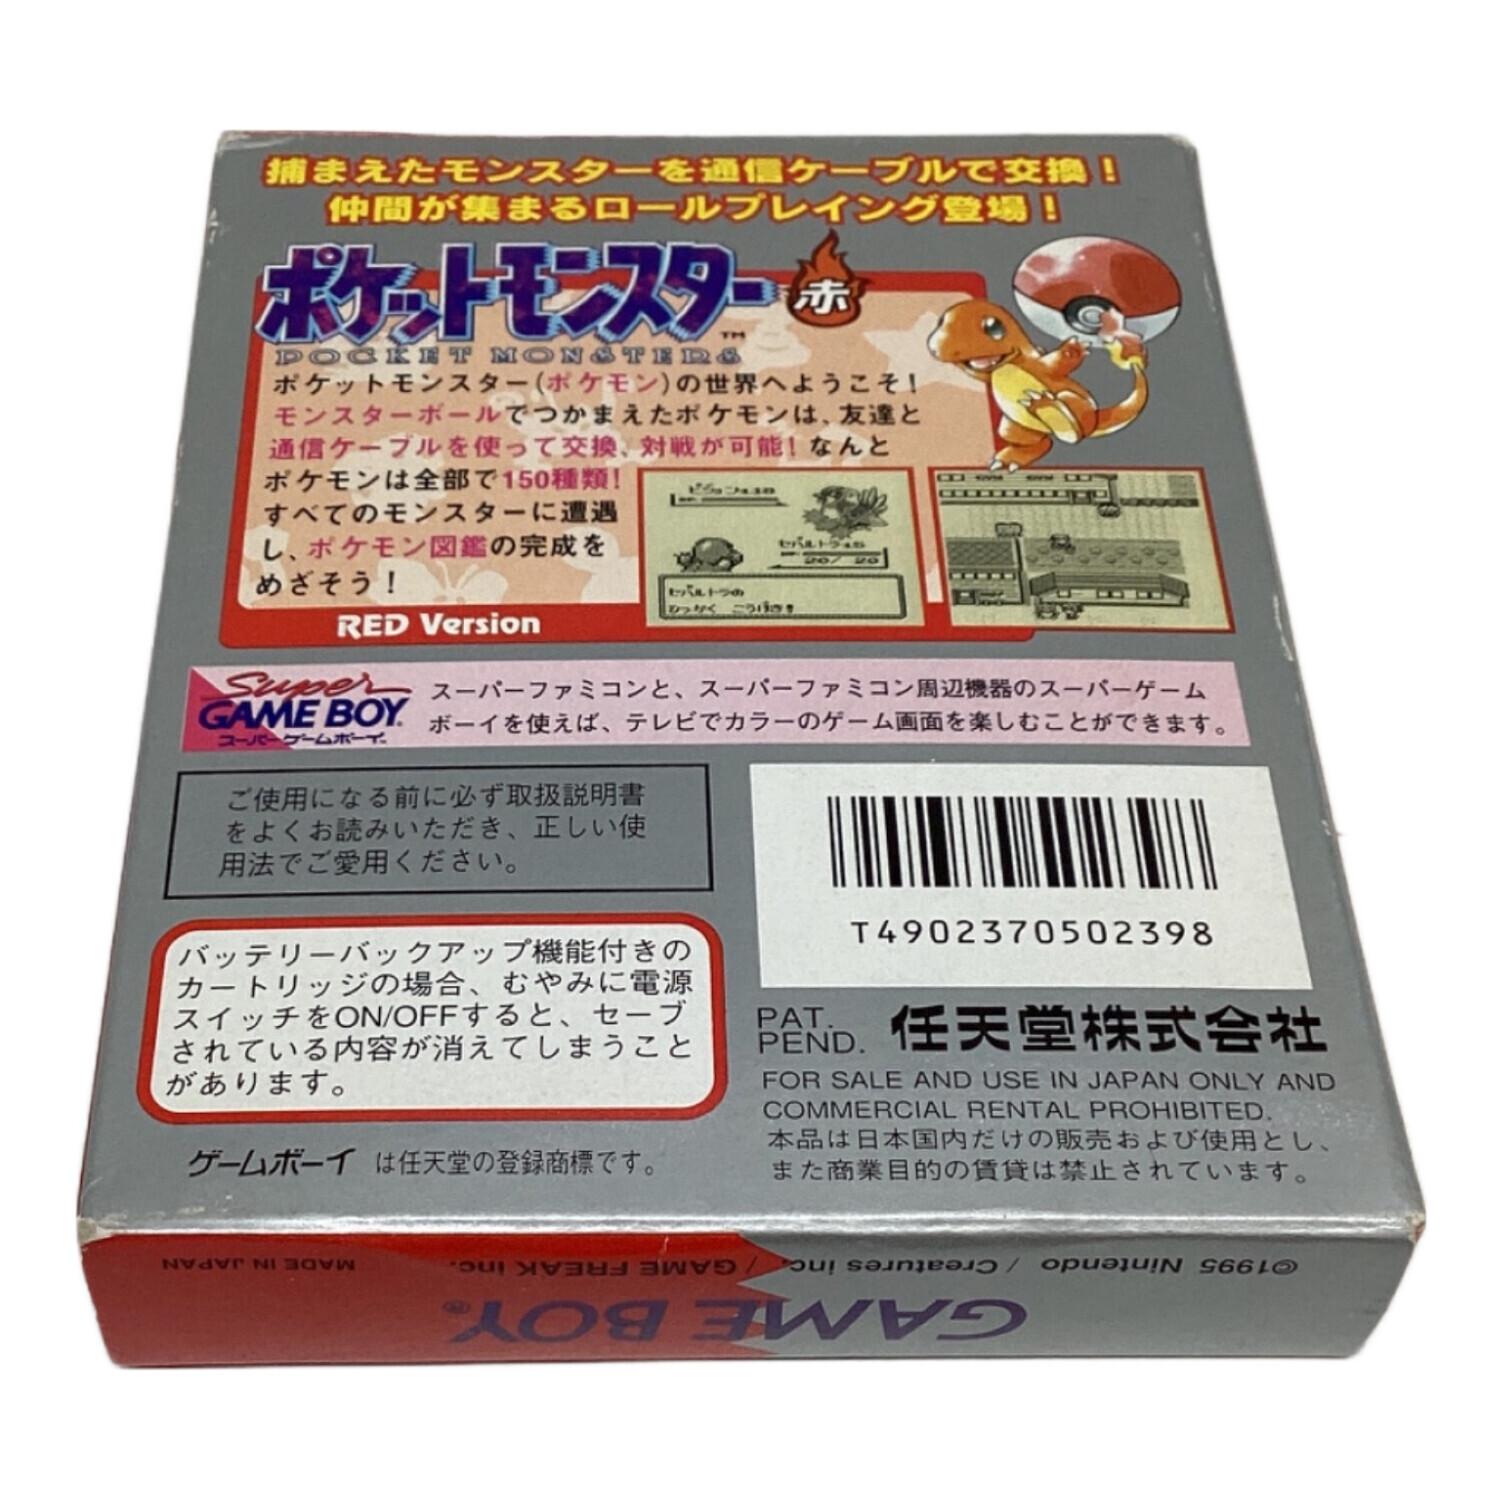 捕まえたモンスターを通信ケーブルで交換!
仲間が集まるロールプレイング登場!
ポケットモンスター 赤
TM
POCKET MONSTERS
ポケットモンスター(ポケモン)の世界へようこそ!
モンスターボールでつかまえたポケモンは、友達と
通信ケーブルを使って交換、対戦が可能! なんと
ポケモンは全部で150種類!
すべてのモンスターに遭遇
し、ポケモン図鑑の完成を
めざそう!
RED Version
セパルトラの
ひっかく こうげき
20/ 20
Super
GAME BOY
スーパーゲームボーイ
スーパーファミコンと、スーパーファミコン周辺機器のスーパーゲーム
ボーイを使えば、テレビでカラーのゲーム画面を楽しむことができます。
ご使用になる前に必ず取扱説明書
をよくお読みいただき、正しい使
用法でご愛用ください。
バッテリーバックアップ機能付きの
カートリッジの場合、むやみに電源
スイッチをON/OFFすると、セーブ
されている内容が消えてしまうこと
があります。
ゲームボーイ は任天堂の登録商標です。
T4902370502398
PAT.
PEND.
任天堂株式会社
FOR SALE AND USE IN JAPAN ONLY AND
COMMERCIAL RENTAL PROHIBITED.
本品は日本国内だけの販売および使用とし、
また商業目的の賃貸は禁止されています。
©1995 Nintendo / Creatures inc. / GAME FREAK inc.
MADE IN JAPAN
GAME BOY®